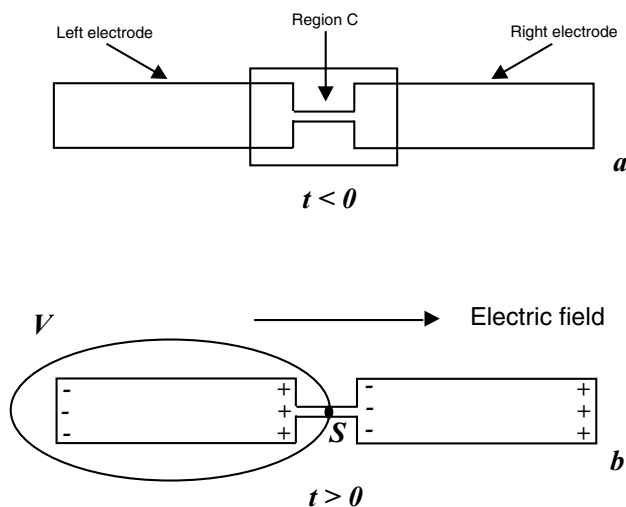 Region C
Left electrode
Right electrode
a
t < 0
V
Electric field
- + - +
- + - +
- + - +
S
b
t > 0